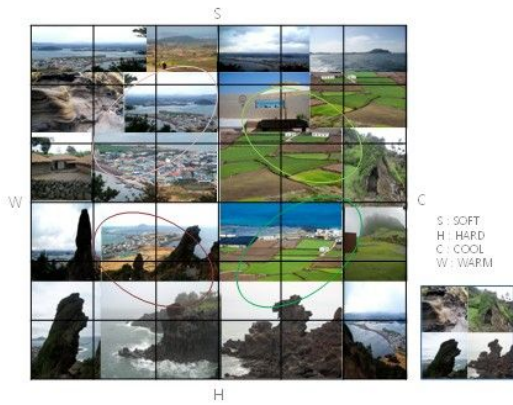 S
W
C
S : SOFT
H : HARD
C : COOL
W : WARM
H